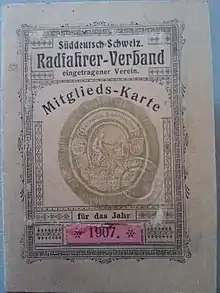 Süddeutsch-Schweiz.
Radfahrer-Verband
eingetragener Verein.
Mitglieds-Karte
für das Jahr
* 1907. *